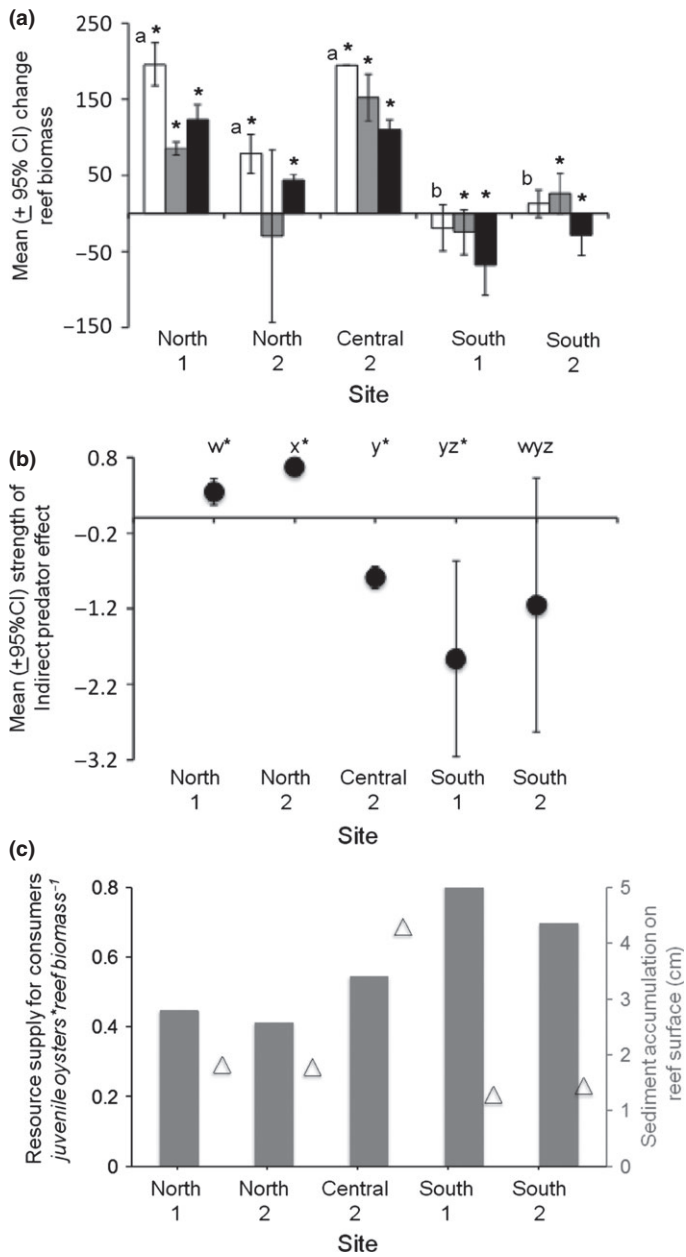 (a)
Mean (± 95% CI) change
reef biomass
250
150
50
−50
−150
a * * *
a * *
a * * *
b * *
b * *
North
1
North
2
Central
2
South
1
South
2
Site
(b)
Mean (±95%CI) strength of
Indirect predator effect
0.8
−0.2
−1.2
−2.2
−3.2
w* x* y* yz* wyz
North
1
North
2
Central
2
South
1
South
2
Site
(c)
Resource supply for consumers
juvenile oysters*reef biomass⁻¹
0.8
0.6
0.4
0.2
0
5
4
3
2
1
0
Sediment accumulation on
reef surface (cm)
North
1
North
2
Central
2
South
1
South
2
Site